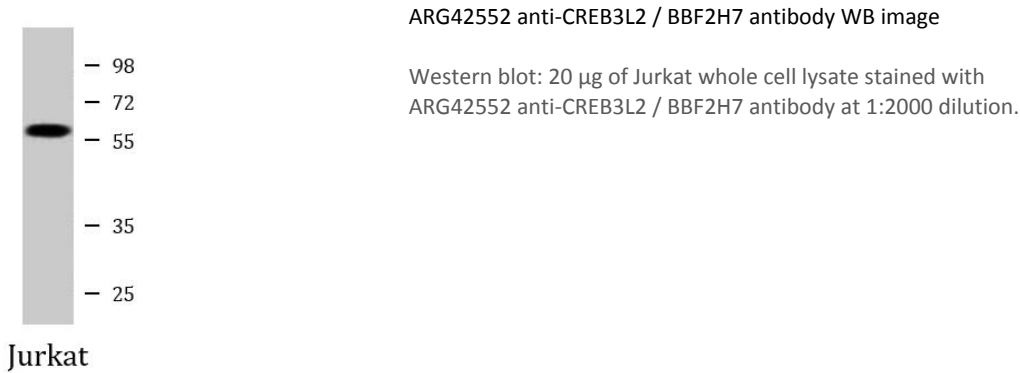 ARG42552 anti-CREB3L2 / BBF2H7 antibody WB image
Western blot: 20 µg of Jurkat whole cell lysate stained with
ARG42552 anti-CREB3L2 / BBF2H7 antibody at 1:2000 dilution.
98
72
55
35
25
Jurkat